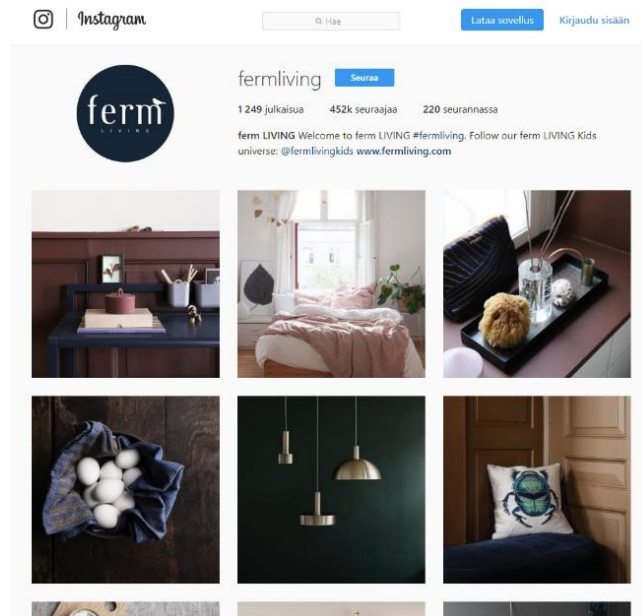 Instagram
Hae
Lataa sovellus
Kirjaudu sisään
ferm
LIVING
fermliving Seuraa
1 249 julkaisua 452k seuraajaa 220 seurannassa
ferm LIVING Welcome to ferm LIVING #fermliving. Follow our ferm LIVING Kids
universe: @fermlivingkids www.fermliving.com